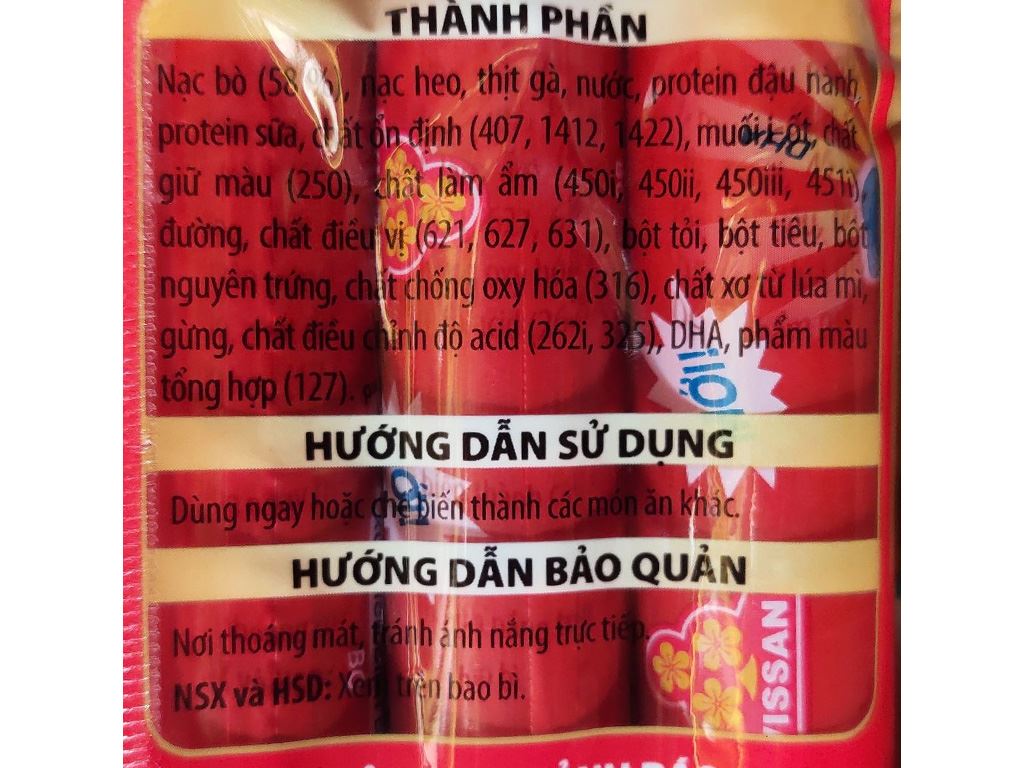 THÀNH PHẦN
Nạc bò (58 %), nạc heo, thịt gà, nước, protein đậu nành,
protein sữa, chất ổn định (407, 1412, 1422), muối i-ốt, chất
giữ màu (250), chất làm ẩm (450i, 450ii, 450iii, 451i),
đường, chất điều vị (621, 627, 631), bột tỏi, bột tiêu, bột
nguyên trứng, chất chống oxy hóa (316), chất xơ từ lúa mì,
gừng, chất điều chỉnh độ acid (262i, 325), DHA, phẩm màu
tổng hợp (127).
HƯỚNG DẪN SỬ DỤNG
Dùng ngay hoặc chế biến thành các món ăn khác.
HƯỚNG DẪN BẢO QUẢN
Nơi thoáng mát, tránh ánh nắng trực tiếp.
NSX và HSD: Xem trên bao bì.
VISSAN